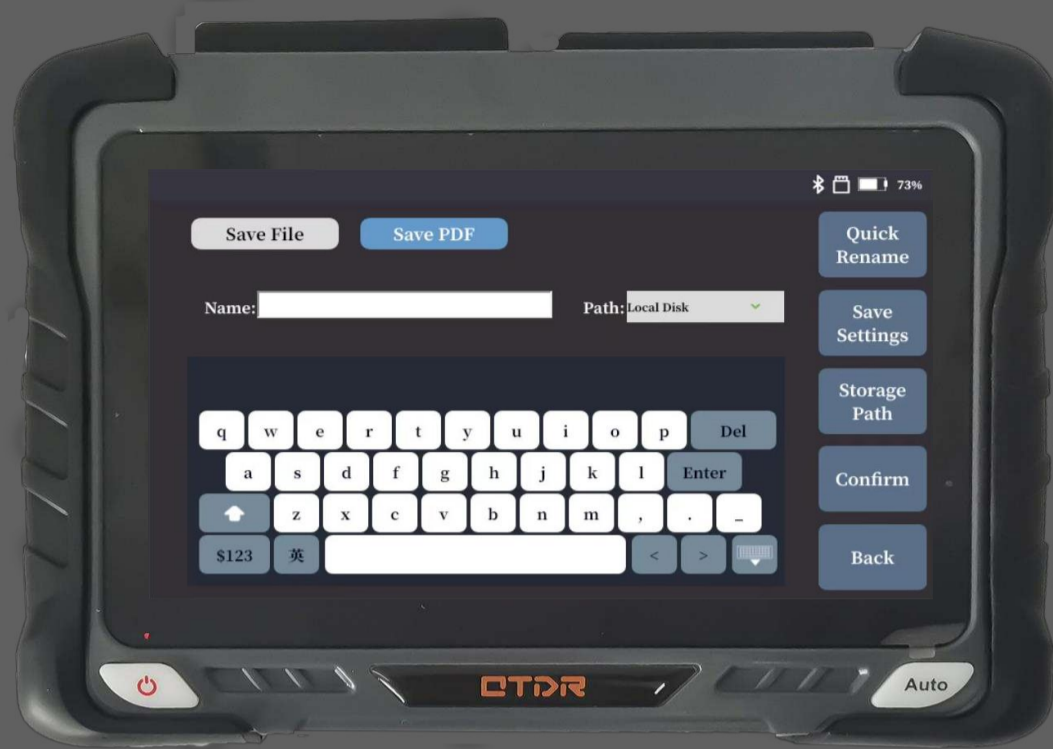 73%
Save File Save PDF
Quick
Rename
Name: Path: Local Disk
Save
Settings
Storage
Path
q w e r t y u i o p Del
a s d f g h j k l Enter
z x c v b n m , . _
$123 英 < >
Confirm
Back
OTDR
Auto